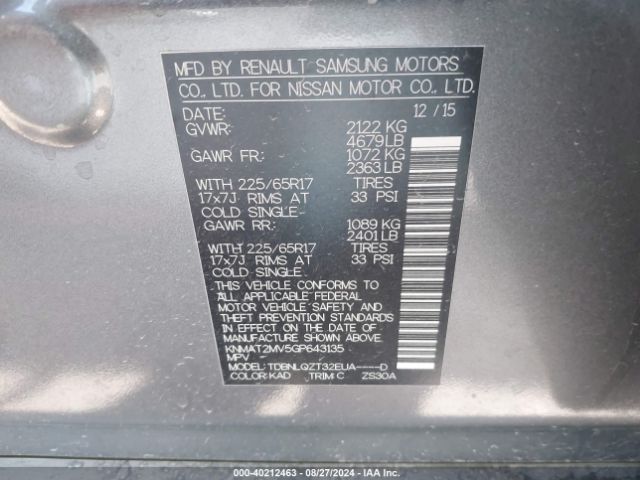 MFD BY RENAULT SAMSUNG MOTORS
CO., LTD. FOR NISSAN MOTOR CO., LTD.
DATE: 12 / 15
GVWR: 2122 KG
4679 LB
GAWR FR: 1072 KG
2363 LB
WITH 225/65R17 TIRES
17x7J RIMS AT 33 PSI
COLD SINGLE
GAWR RR: 1089 KG
2401 LB
WITH 225/65R17 TIRES
17x7J RIMS AT 33 PSI
COLD SINGLE
THIS VEHICLE CONFORMS TO
ALL APPLICABLE FEDERAL
MOTOR VEHICLE SAFETY AND
THEFT PREVENTION STANDARDS
IN EFFECT ON THE DATE OF
MANUFACTURE SHOWN ABOVE.
KNMAT2MV5GP643135
MPV
MODEL: TDBNLQZT32EUA----D
COLOR: KAD TRIM: C ZS30A
000-40212463 - 08/27/2024 - IAA Inc.